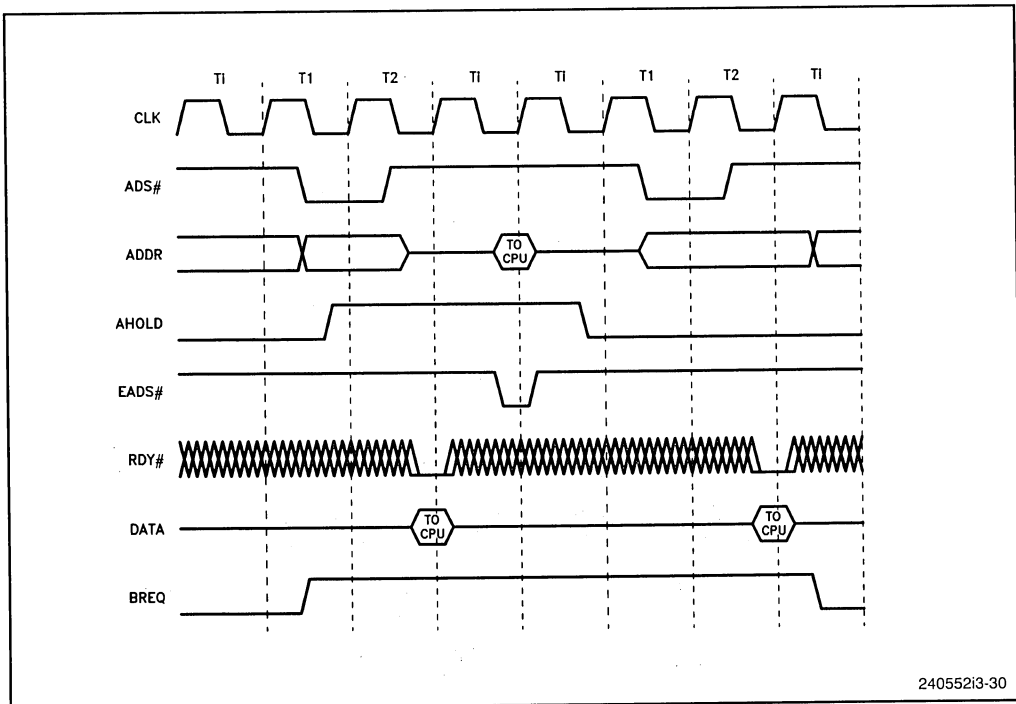 Ti T1 T2 Ti Ti T1 T2 Ti
CLK
ADS#
ADDR
TO
CPU
AHOLD
EADS#
RDY#
DATA
TO
CPU
TO
CPU
BREQ
240552i3-30